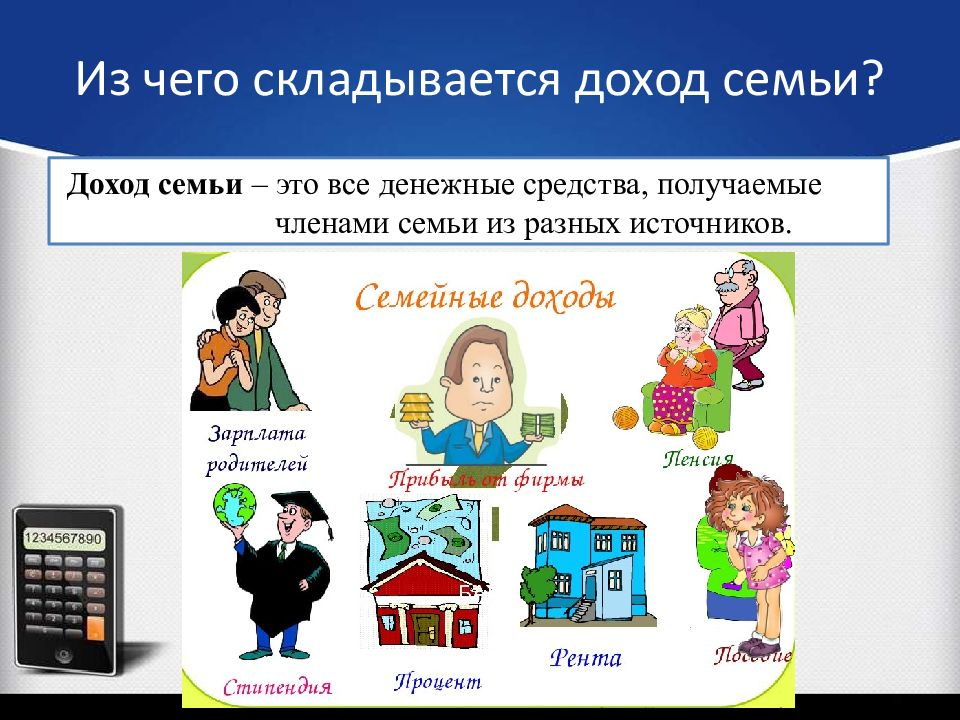 Из чего складывается доход семьи?
Доход семьи – это все денежные средства, получаемые
членами семьи из разных источников.
Семейные доходы
Зарплата
родителей
Прибыль от фирмы
Пенсия
1234567890
Стипендия
Процент
Рента
Пособие